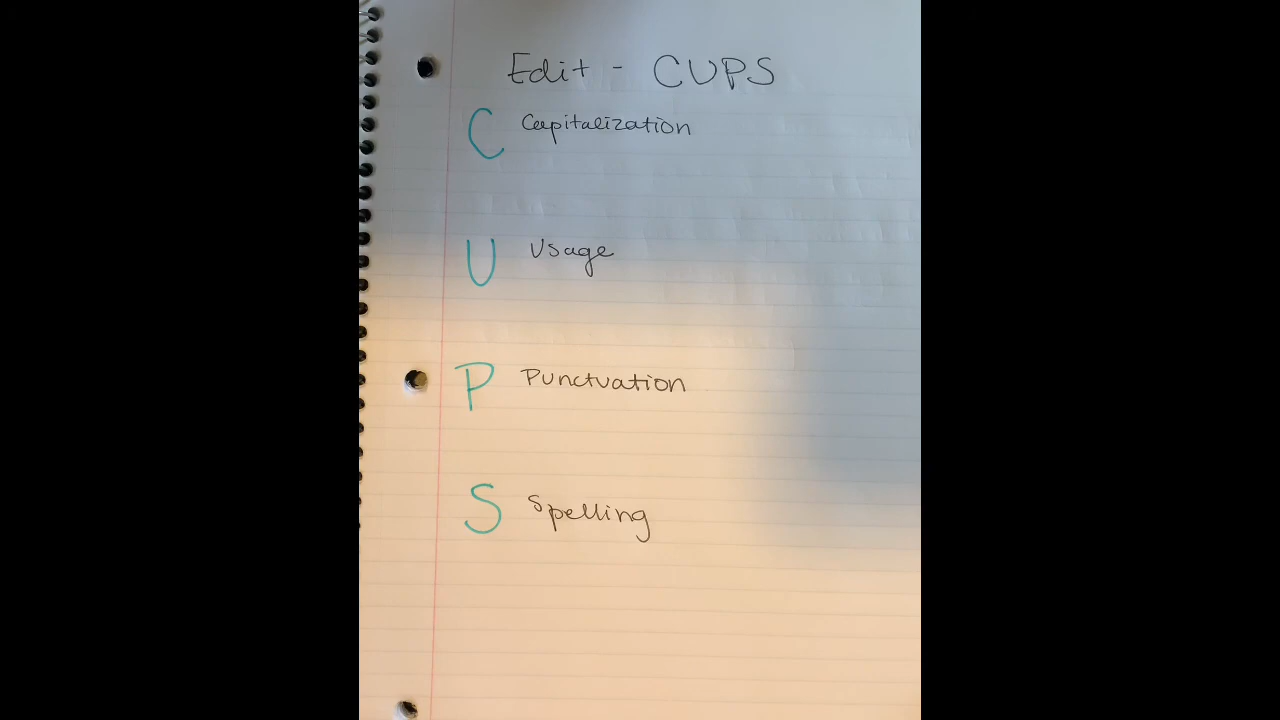 Edit - CUPS
C Capitalization
U Usage
P Punctuation
S Spelling